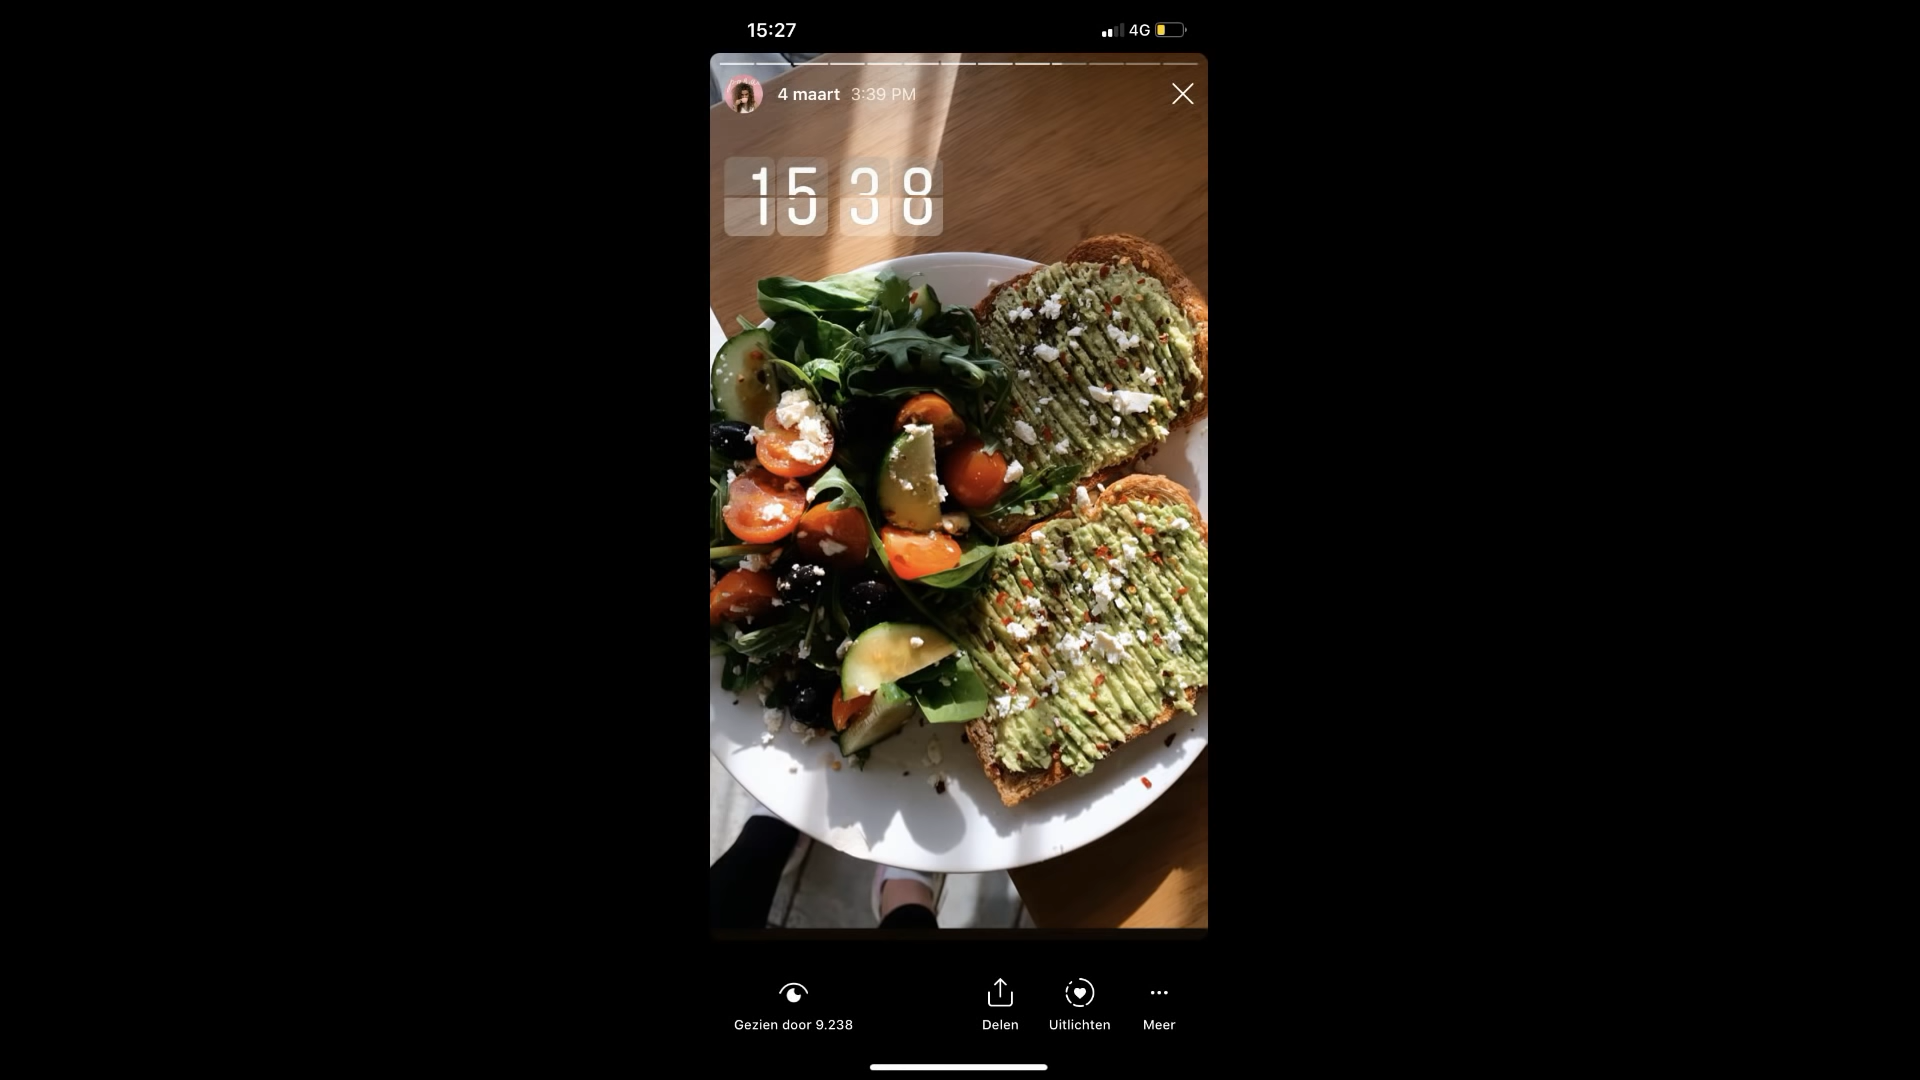 15:27
4G
4 maart 3:39 PM
15 38
Gezien door 9.238
Delen
Uitlichten
Meer